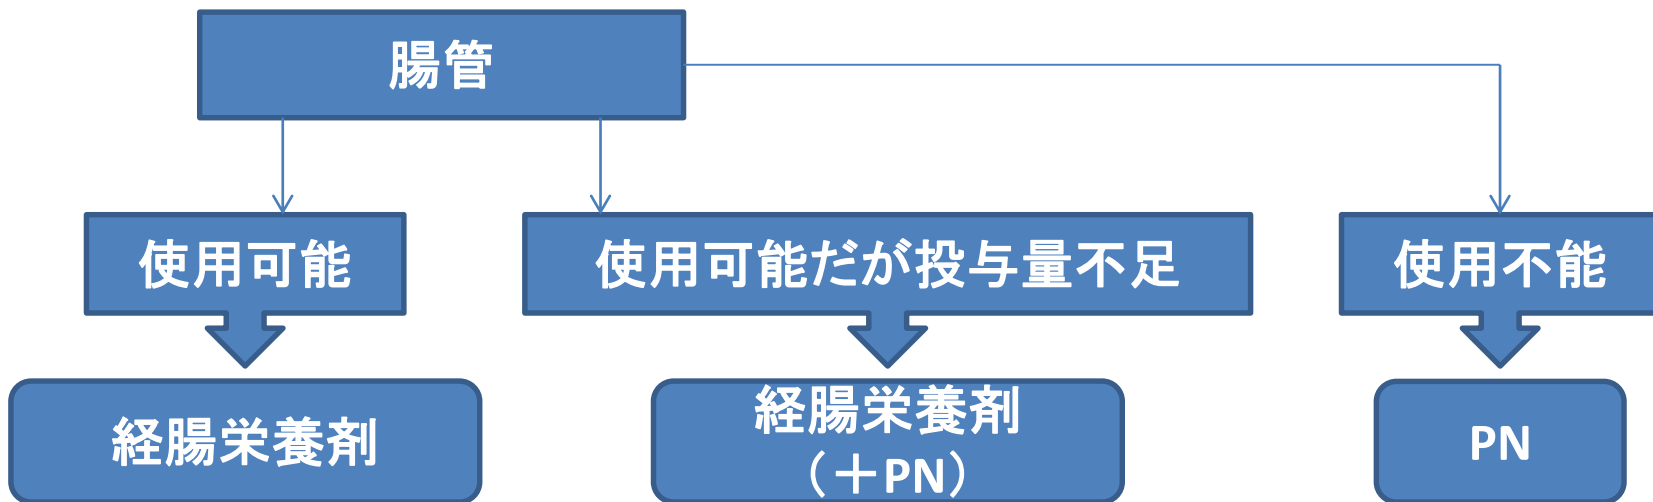 腸管
使用可能
使用可能だが投与量不足
使用不能
経腸栄養剤
経腸栄養剤
（＋PN）
PN